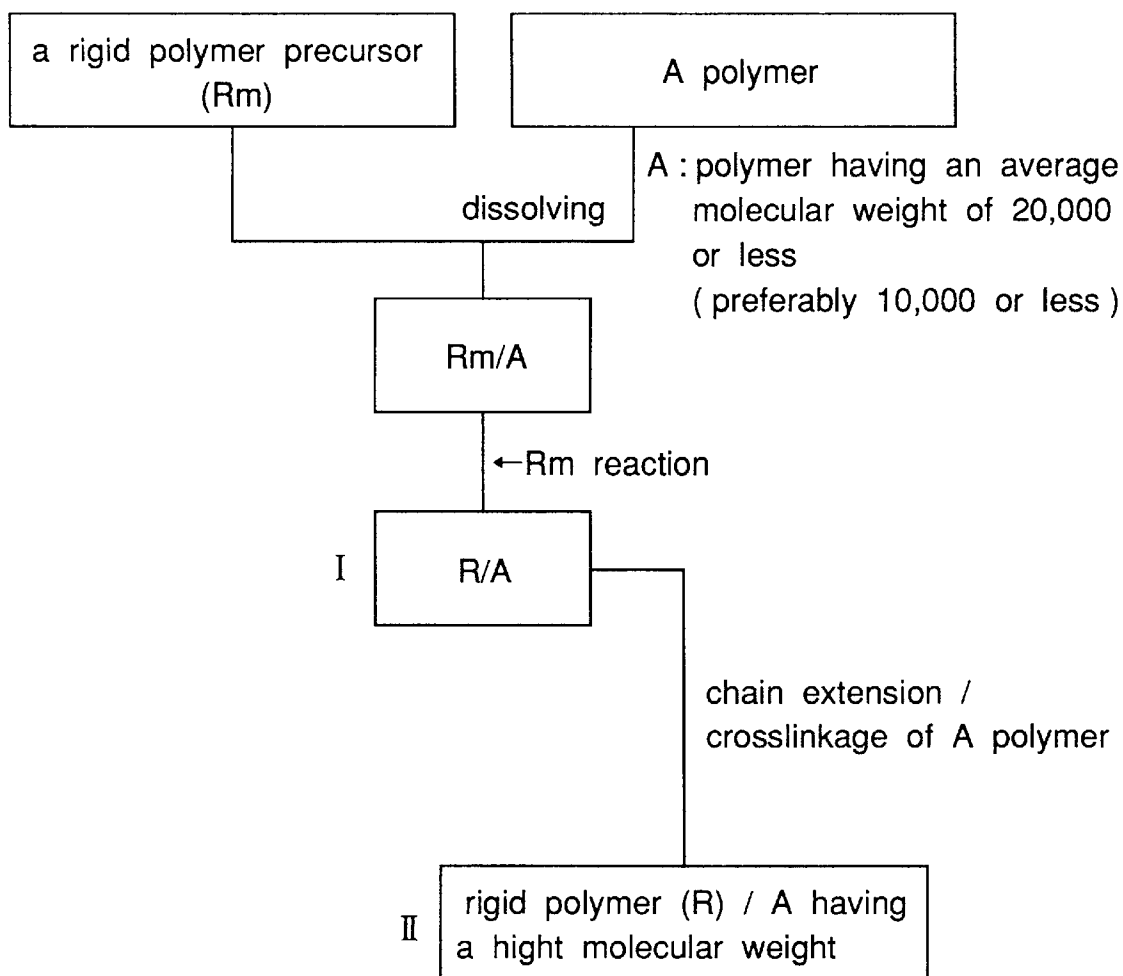 a rigid polymer precursor
(Rm)
A polymer
A : polymer having an average
molecular weight of 20,000
or less
( preferably 10,000 or less )
dissolving
Rm/A
←Rm reaction
I
R/A
chain extension /
crosslinkage of A polymer
II
rigid polymer (R) / A having
a hight molecular weight